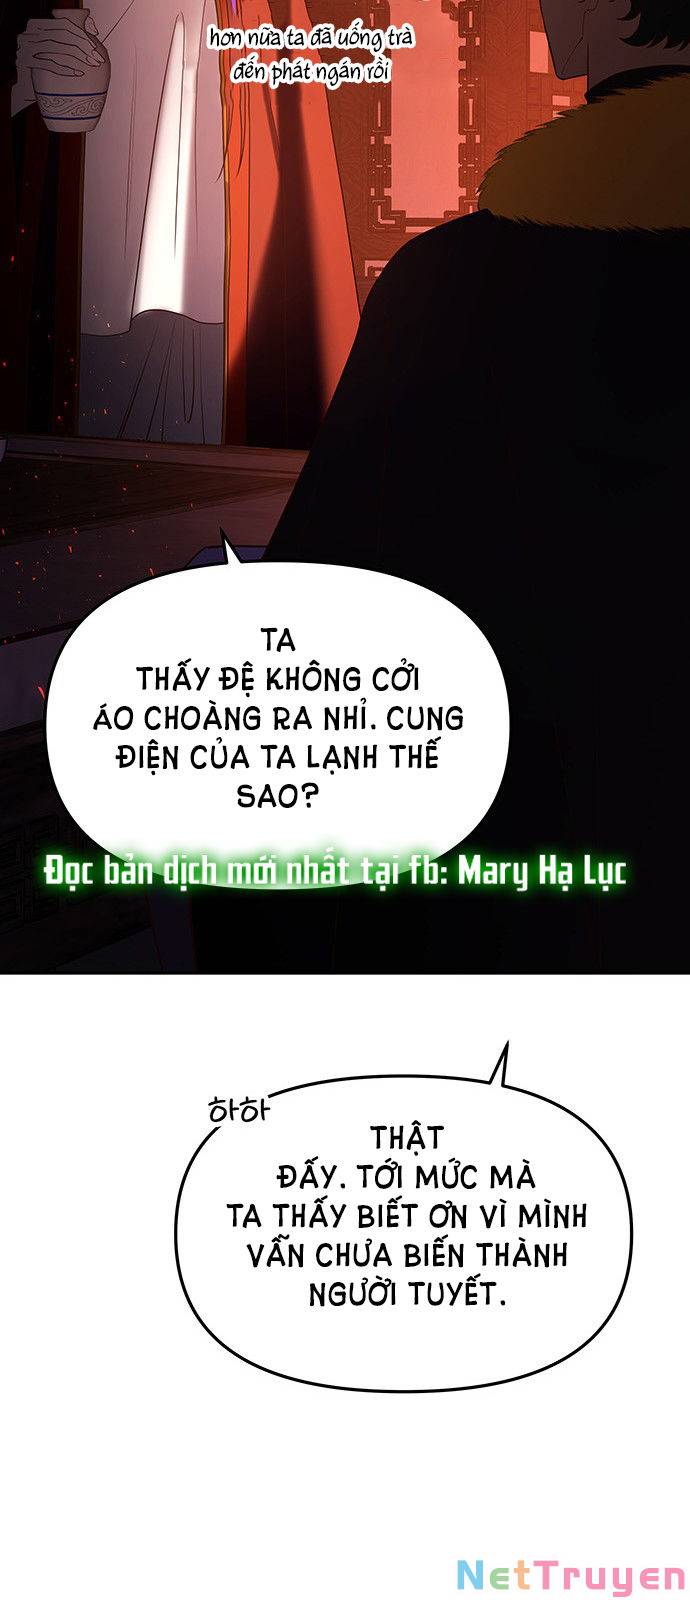 hơn nữa ta đã uống trà
đến phát ngán rồi
TA
THẤY ĐỆ KHÔNG CỞI
ÁO CHOÀNG RA NHỈ. CUNG
ĐIỆN CỦA TA LẠNH THẾ
SAO?
Đọc bản dịch mới nhất tại fb: Mary Hạ Lục
하하
THẬT
ĐẤY. TỚI MỨC MÀ
TA THẤY BIẾT ƠN VÌ MÌNH
VẪN CHƯA BIẾN THÀNH
NGƯỜI TUYẾT.
NetTruyen